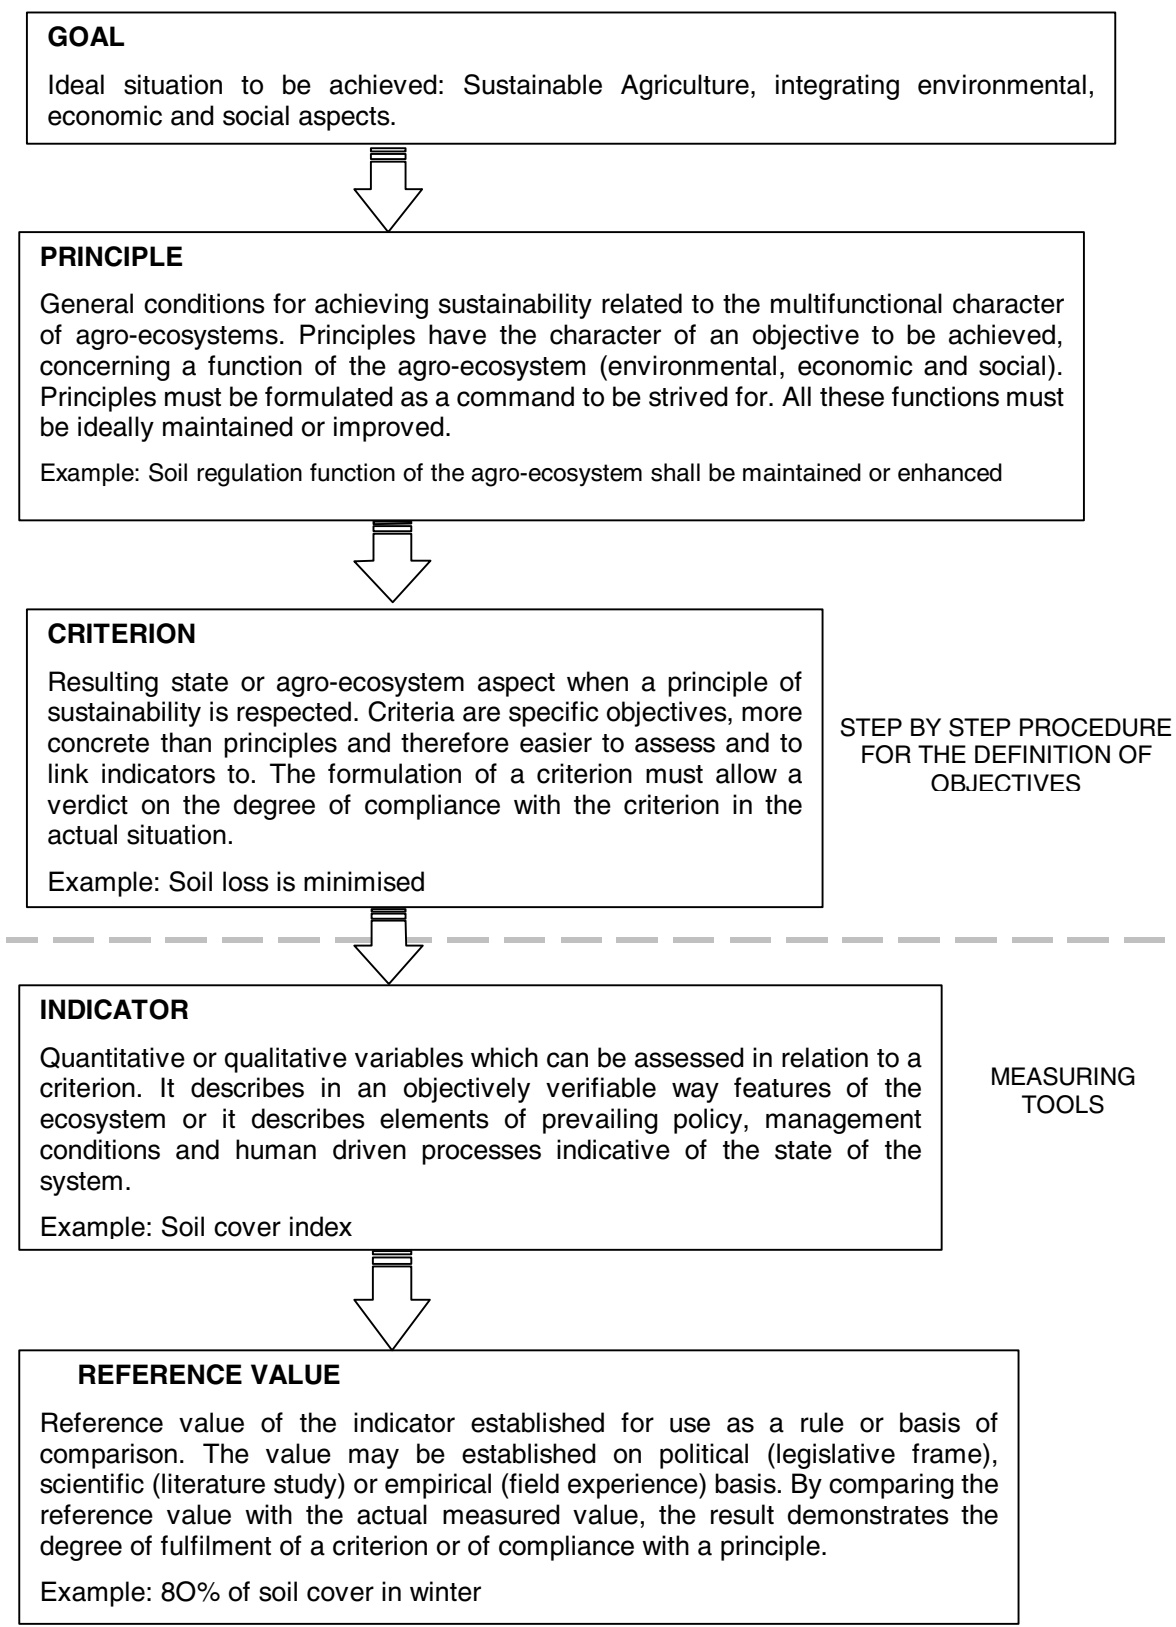 GOAL
Ideal situation to be achieved: Sustainable Agriculture, integrating environmental,
economic and social aspects.
PRINCIPLE
General conditions for achieving sustainability related to the multifunctional character
of agro-ecosystems. Principles have the character of an objective to be achieved,
concerning a function of the agro-ecosystem (environmental, economic and social).
Principles must be formulated as a command to be strived for. All these functions must
be ideally maintained or improved.
Example: Soil regulation function of the agro-ecosystem shall be maintained or enhanced
CRITERION
Resulting state or agro-ecosystem aspect when a principle of
sustainability is respected. Criteria are specific objectives, more
concrete than principles and therefore easier to assess and to
link indicators to. The formulation of a criterion must allow a
verdict on the degree of compliance with the criterion in the
actual situation.
Example: Soil loss is minimised
STEP BY STEP PROCEDURE
FOR THE DEFINITION OF
OBJECTIVES
INDICATOR
Quantitative or qualitative variables which can be assessed in relation to a
criterion. It describes in an objectively verifiable way features of the
ecosystem or it describes elements of prevailing policy, management
conditions and human driven processes indicative of the state of the
system.
Example: Soil cover index
MEASURING
TOOLS
REFERENCE VALUE
Reference value of the indicator established for use as a rule or basis of
comparison. The value may be established on political (legislative frame),
scientific (literature study) or empirical (field experience) basis. By comparing the
reference value with the actual measured value, the result demonstrates the
degree of fulfilment of a criterion or of compliance with a principle.
Example: 8O% of soil cover in winter